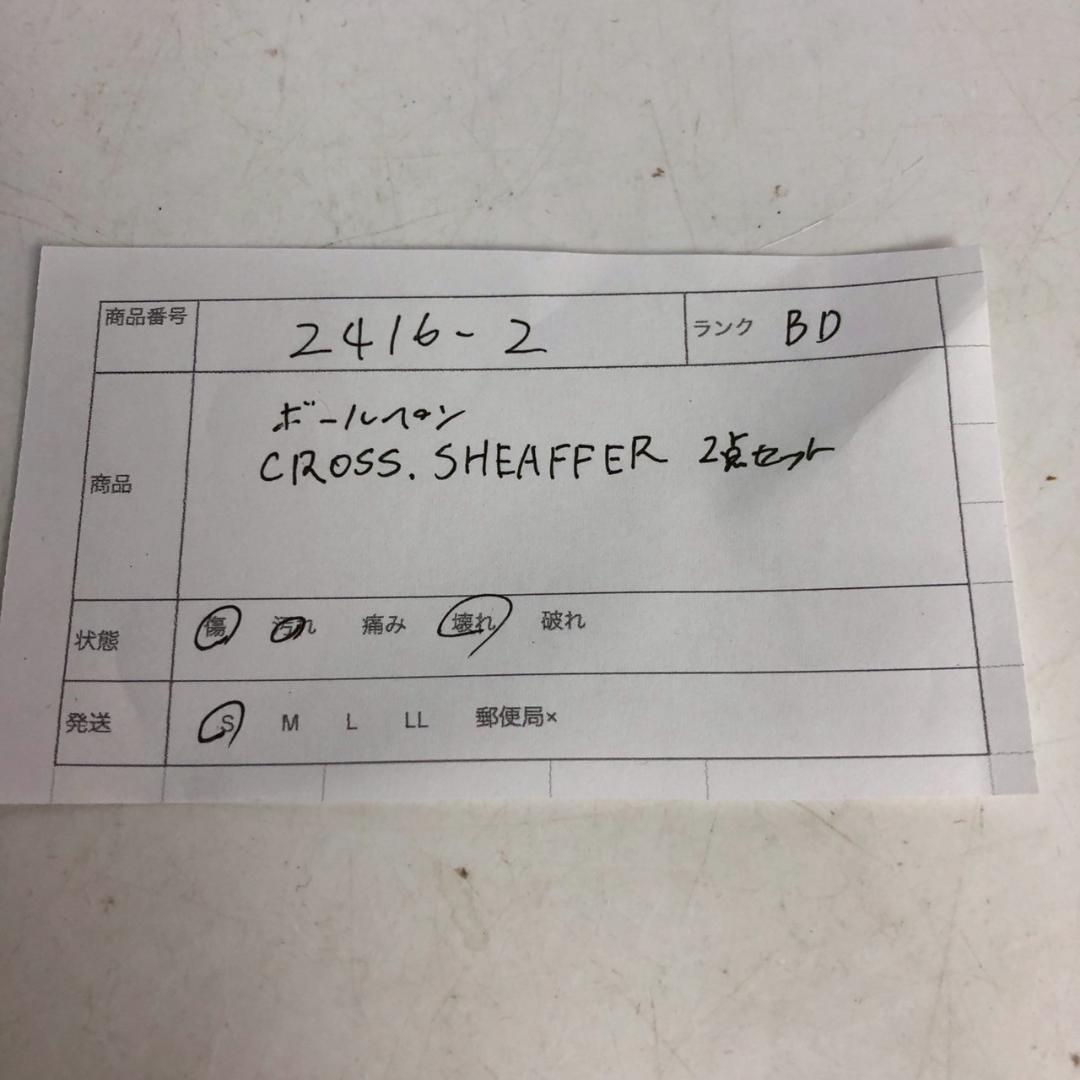 商品番号 2416-2 ランク BD
ボールペン
商品 CROSS. SHEAFFER 2点セット
状態 傷 汚れ 痛み 壊れ 破れ
発送 S M L LL 郵便局×